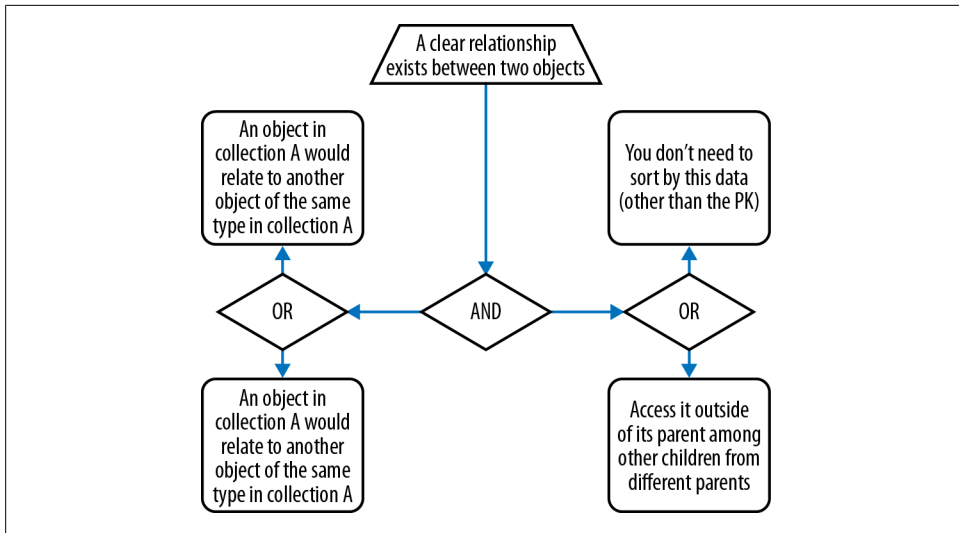 A clear relationship
exists between two objects
An object in
collection A would
relate to another
object of the same
type in collection A
You don’t need to
sort by this data
(other than the PK)
OR
AND
OR
An object in
collection A would
relate to another
object of the same
type in collection A
Access it outside
of its parent among
other children from
different parents